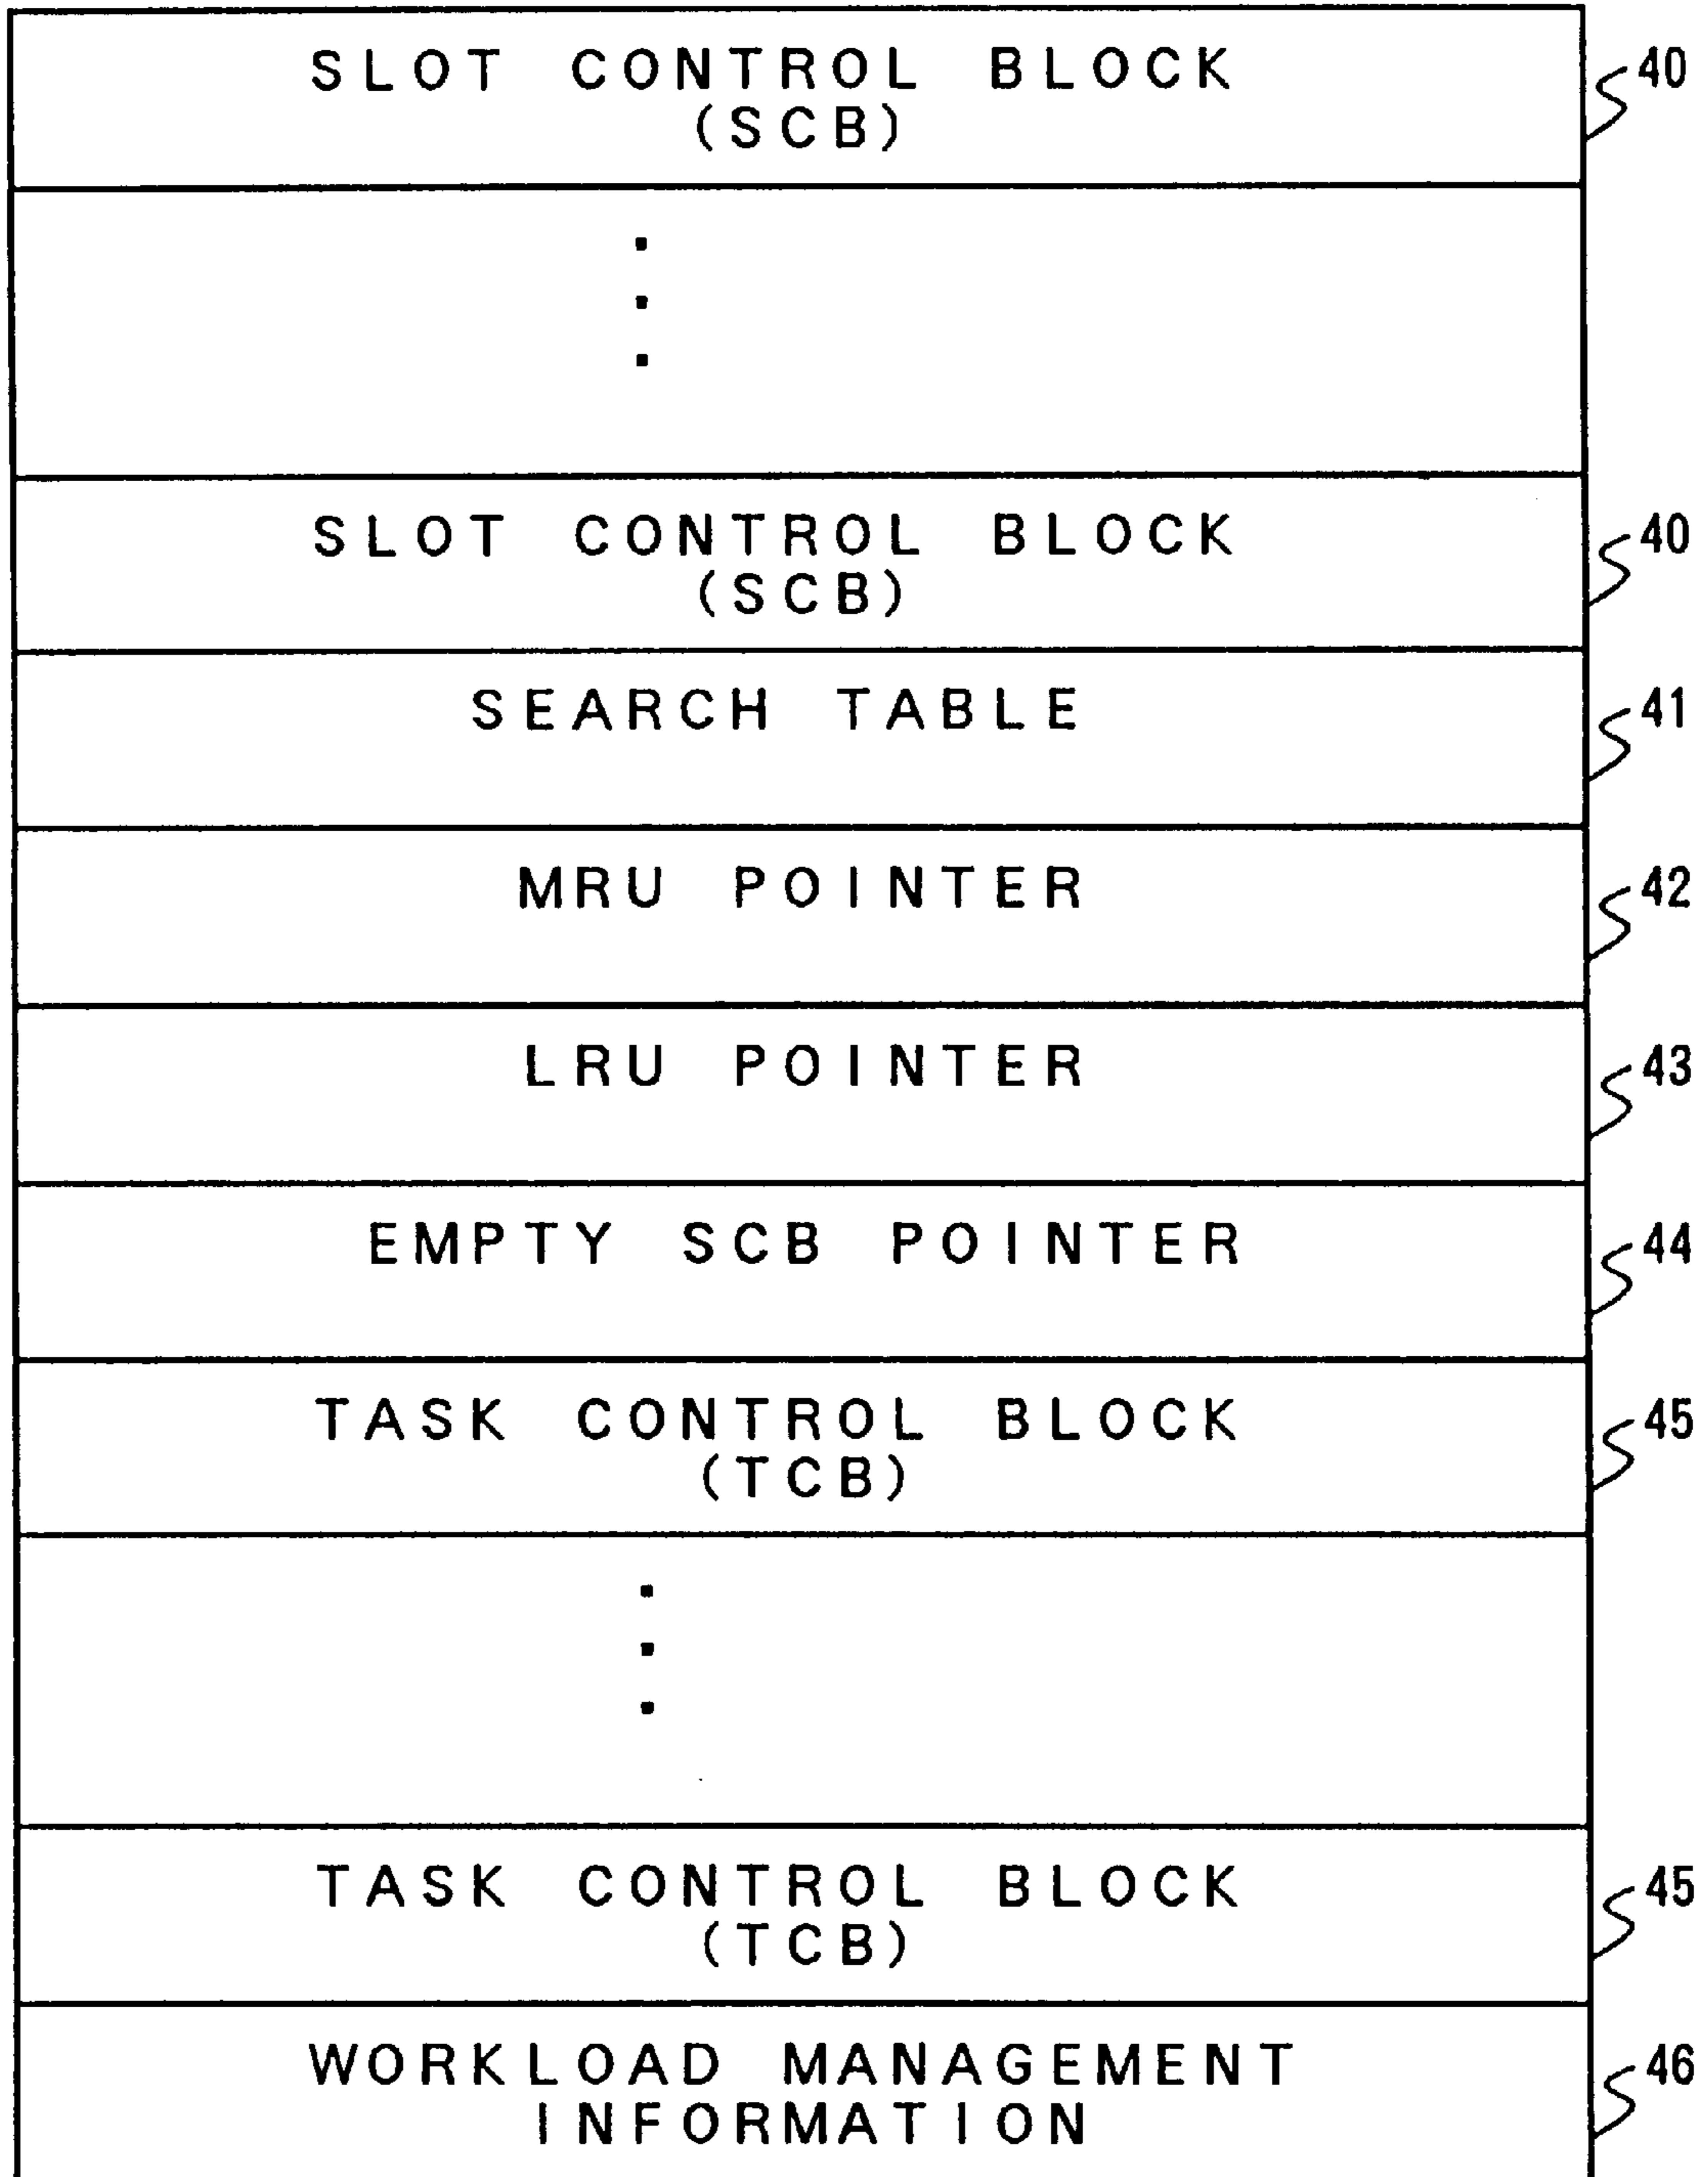 SLOT CONTROL BLOCK 40
(SCB)
.
.
.
SLOT CONTROL BLOCK 40
(SCB)
SEARCH TABLE 41
MRU POINTER 42
LRU POINTER 43
EMPTY SCB POINTER 44
TASK CONTROL BLOCK 45
(TCB)
.
.
.
TASK CONTROL BLOCK 45
(TCB)
WORKLOAD MANAGEMENT 46
INFORMATION